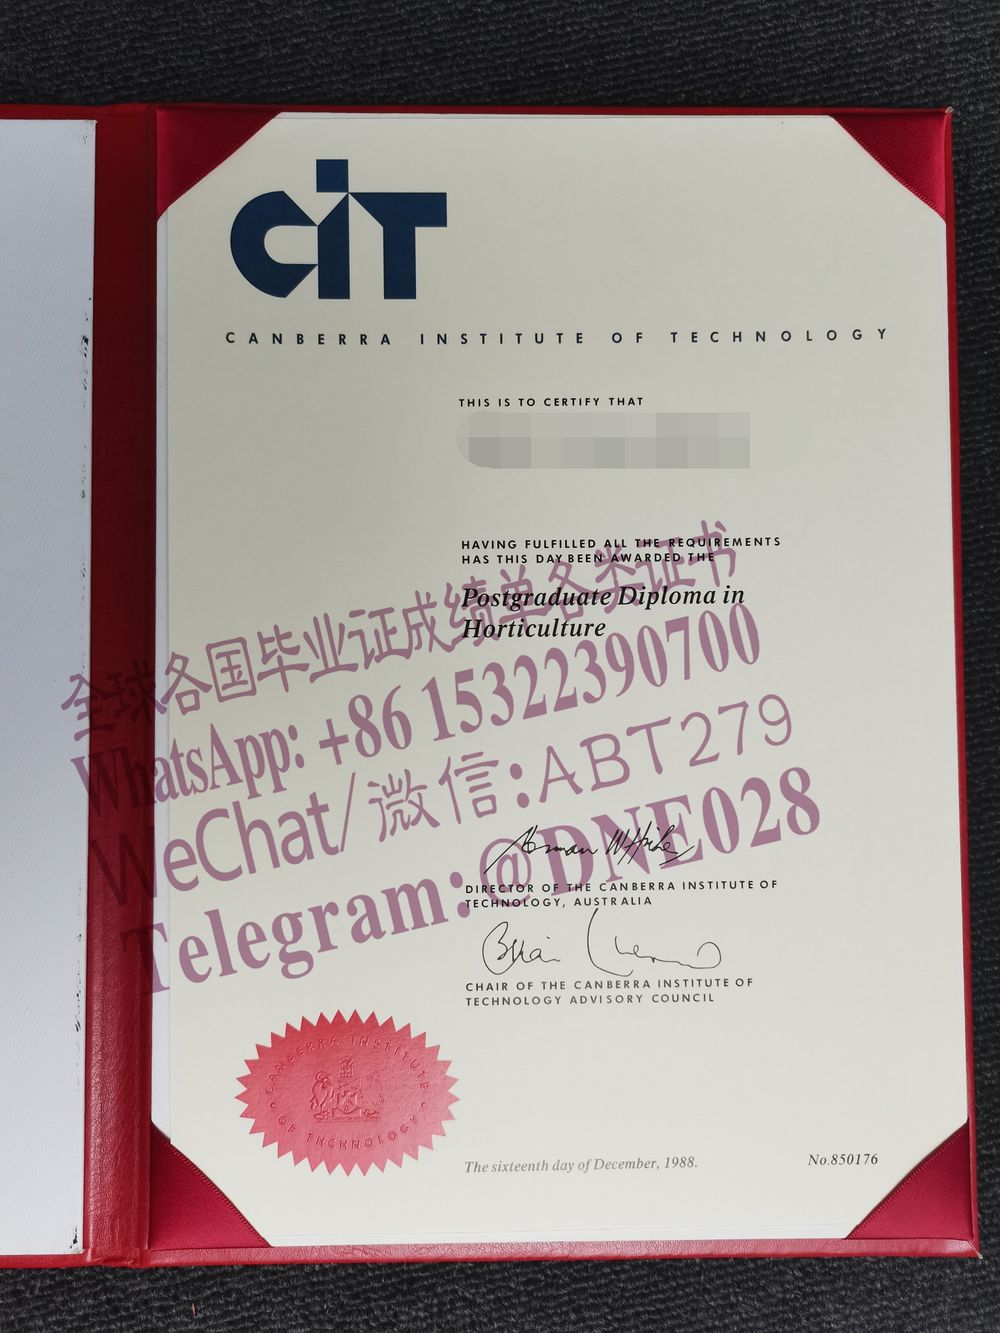 CIT
CANBERRA INSTITUTE OF TECHNOLOGY
THIS IS TO CERTIFY THAT
HAVING FULFILLED ALL THE REQUIREMENTS
HAS THIS DAY BEEN AWARDED THE
Postgraduate Diploma in
Horticulture
全球各国毕业证成绩单各类证书
WhatsApp: +86 15322390700
WeChat/微信:ABT279
Telegram:@DNE028
DIRECTOR OF THE CANBERRA INSTITUTE OF
TECHNOLOGY, AUSTRALIA
CHAIR OF THE CANBERRA INSTITUTE OF
TECHNOLOGY ADVISORY COUNCIL
CANBERRA INSTITUTE
OF TECHNOLOGY
The sixteenth day of December, 1988.
No.850176